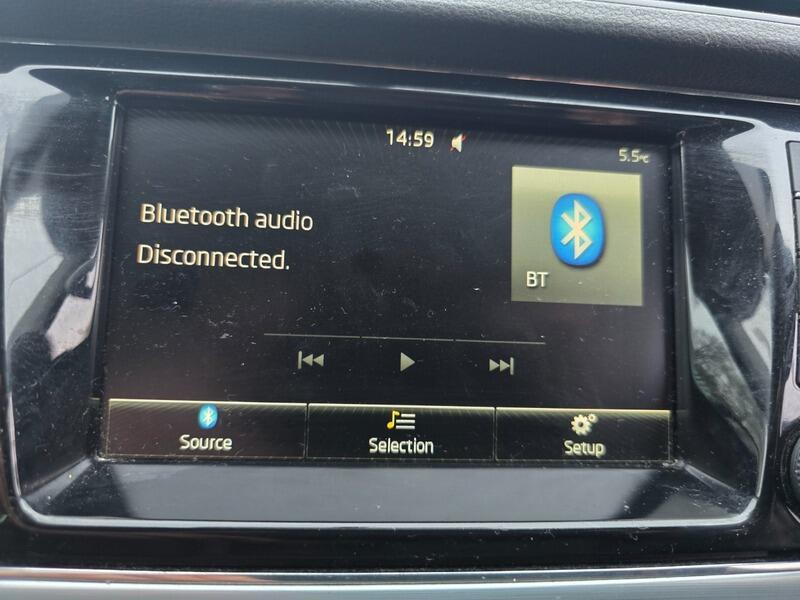 14:59
5.5°C
Bluetooth audio
Disconnected.
BT
Source
Selection
Setup